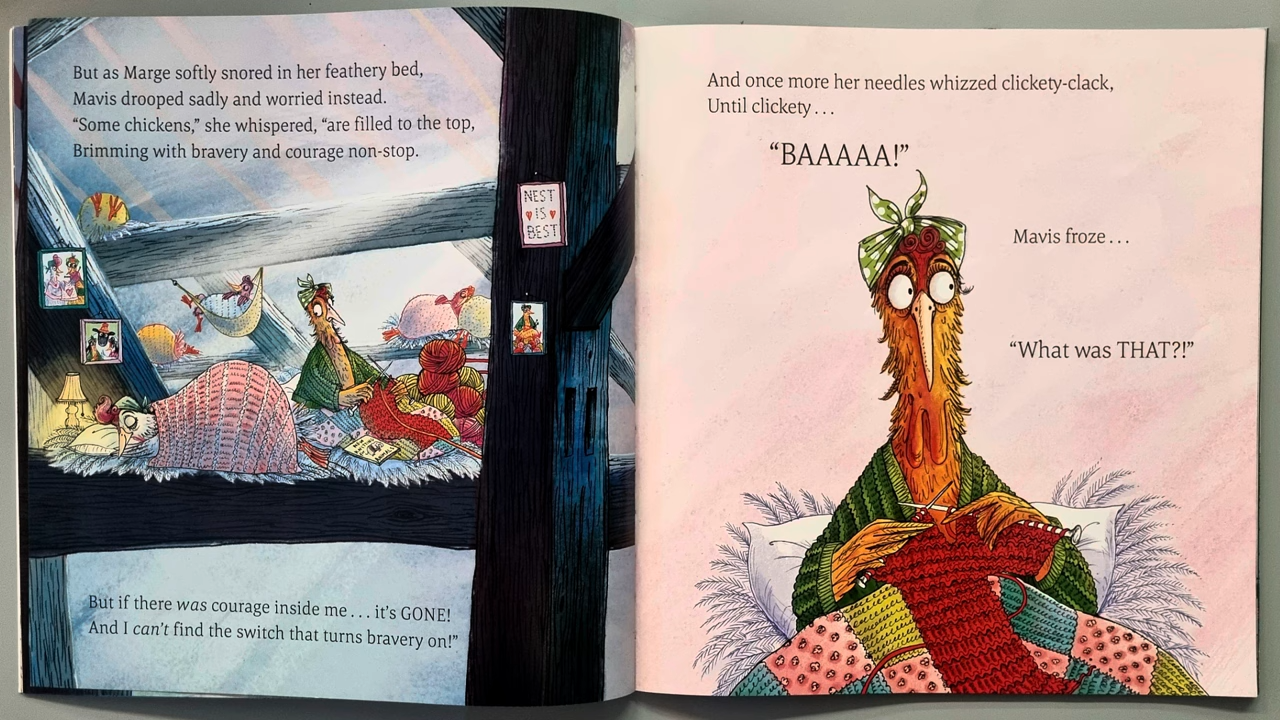 But as Marge softly snored in her feathery bed,
Mavis drooped sadly and worried instead.
“Some chickens,” she whispered, “are filled to the top,
Brimming with bravery and courage non-stop.
NEST
IS
BEST
But if there was courage inside me . . . it’s GONE!
And I can’t find the switch that turns bravery on!”
And once more her needles whizzed clickety-clack,
Until clickety . . .
“BAAAAA!”
Mavis froze . . .
“What was THAT?!”